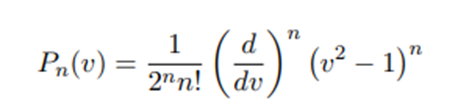 P_n(v) = \frac{1}{2^n n!} \left( \frac{d}{dv} \right)^n (v^2 - 1)^n